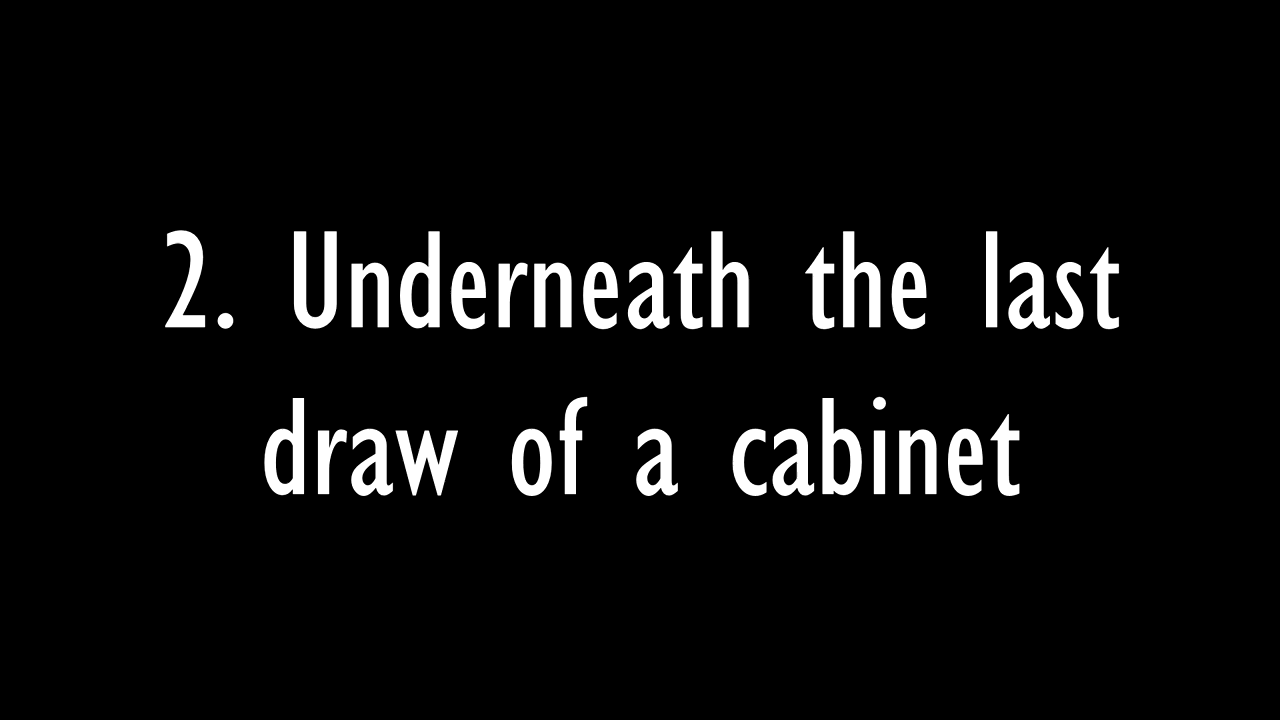 2. Underneath the last
draw of a cabinet